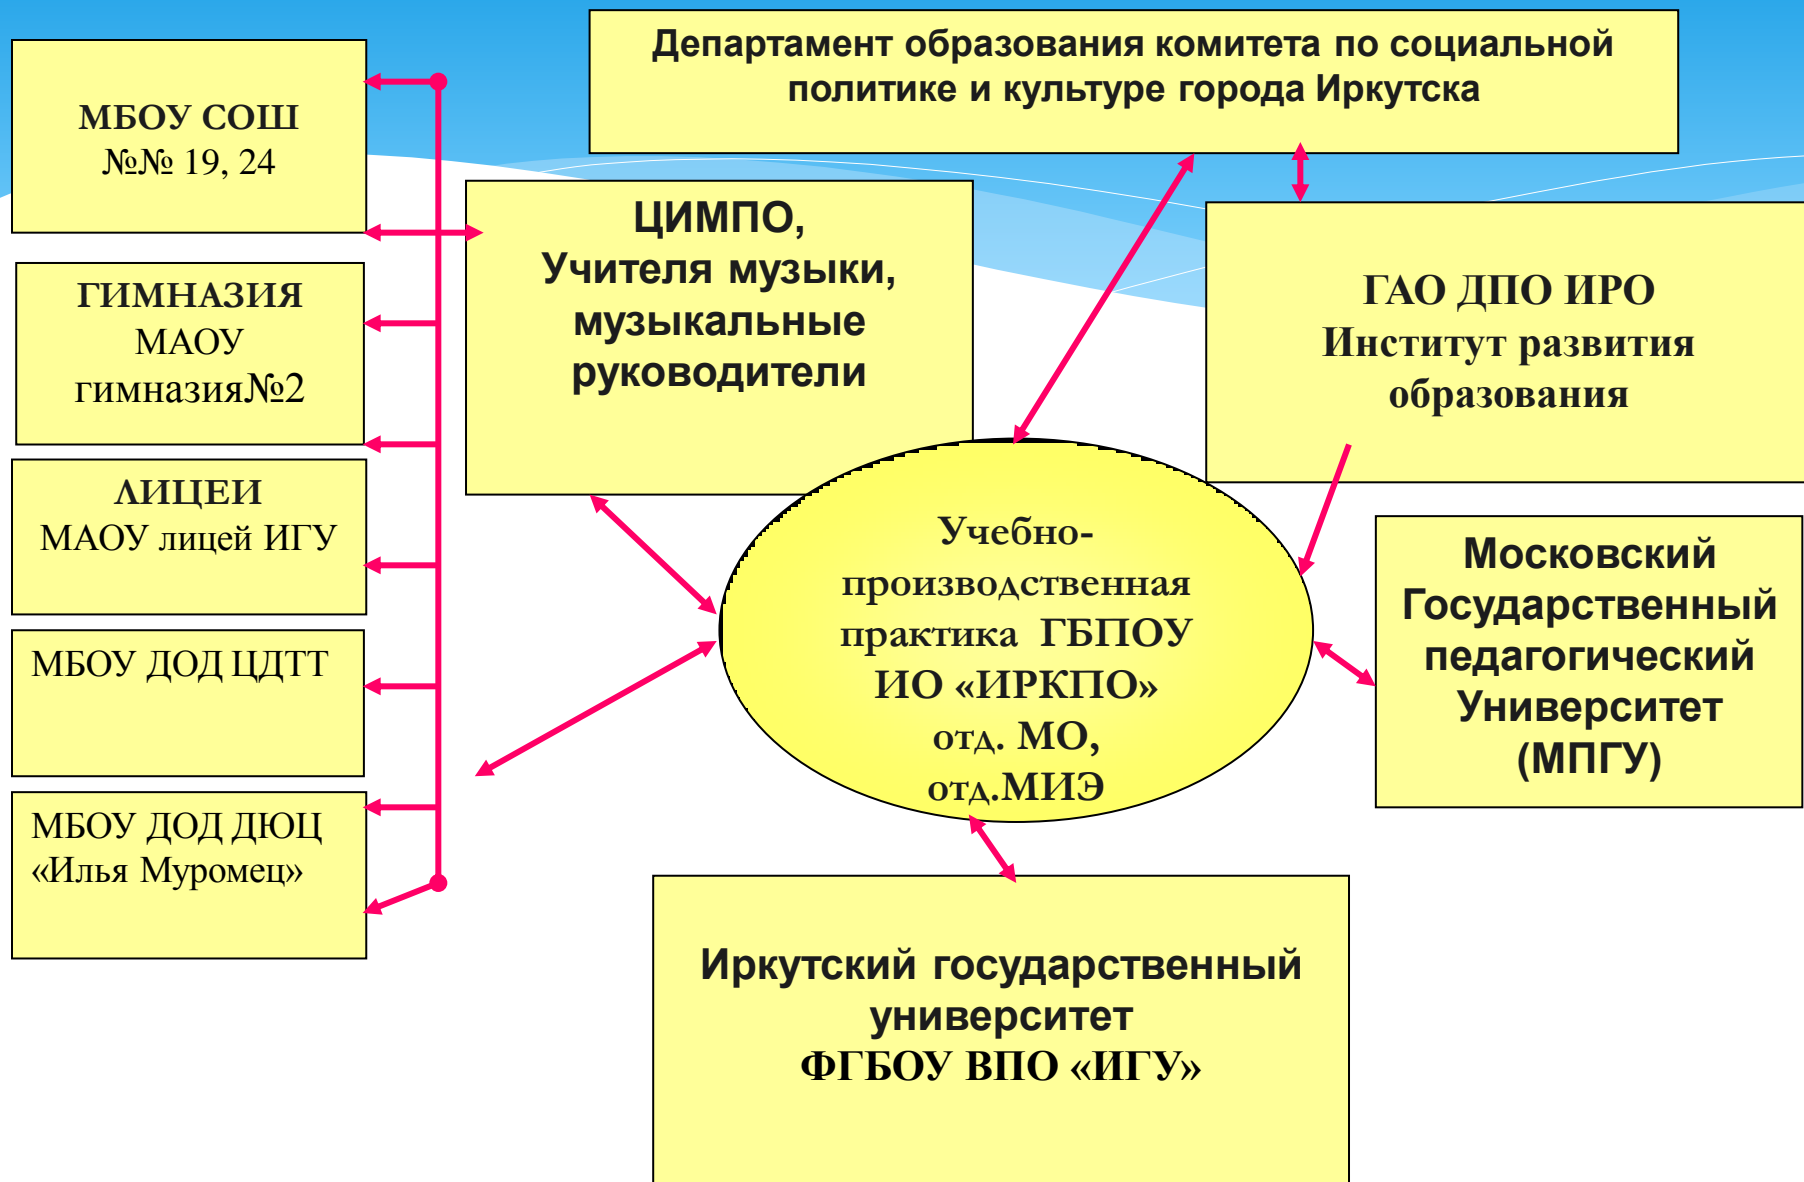 Департамент образования комитета по социальной
политике и культуре города Иркутска
МБОУ СОШ
№№ 19, 24
ЦИМПО,
Учителя музыки,
музыкальные
руководители
ГАО ДПО ИРО
Институт развития
образования
ГИМНАЗИЯ
МАОУ
гимназия№2
ЛИЦЕИ
МАОУ лицей ИГУ
МБОУ ДОД ЦДТТ
МБОУ ДОД ДЮЦ
«Илья Муромец»
Учебно-
производственная
практика ГБПОУ
ИО «ИРКПО»
отд. МО,
отд.МИЭ
Московский
Государственный
педагогический
Университет
(МПГУ)
Иркутский государственный
университет
ФГБОУ ВПО «ИГУ»